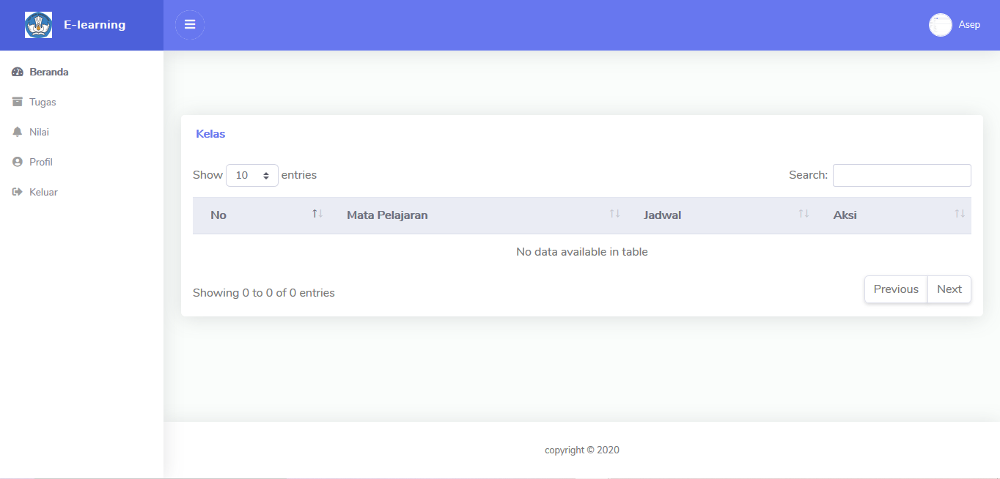 E-learning
Asep
Beranda
Tugas
Nilai
Profil
Keluar
Kelas
Show 10 entries
Search:
No Mata Pelajaran Jadwal Aksi
No data available in table
Showing 0 to 0 of 0 entries
Previous Next
copyright © 2020